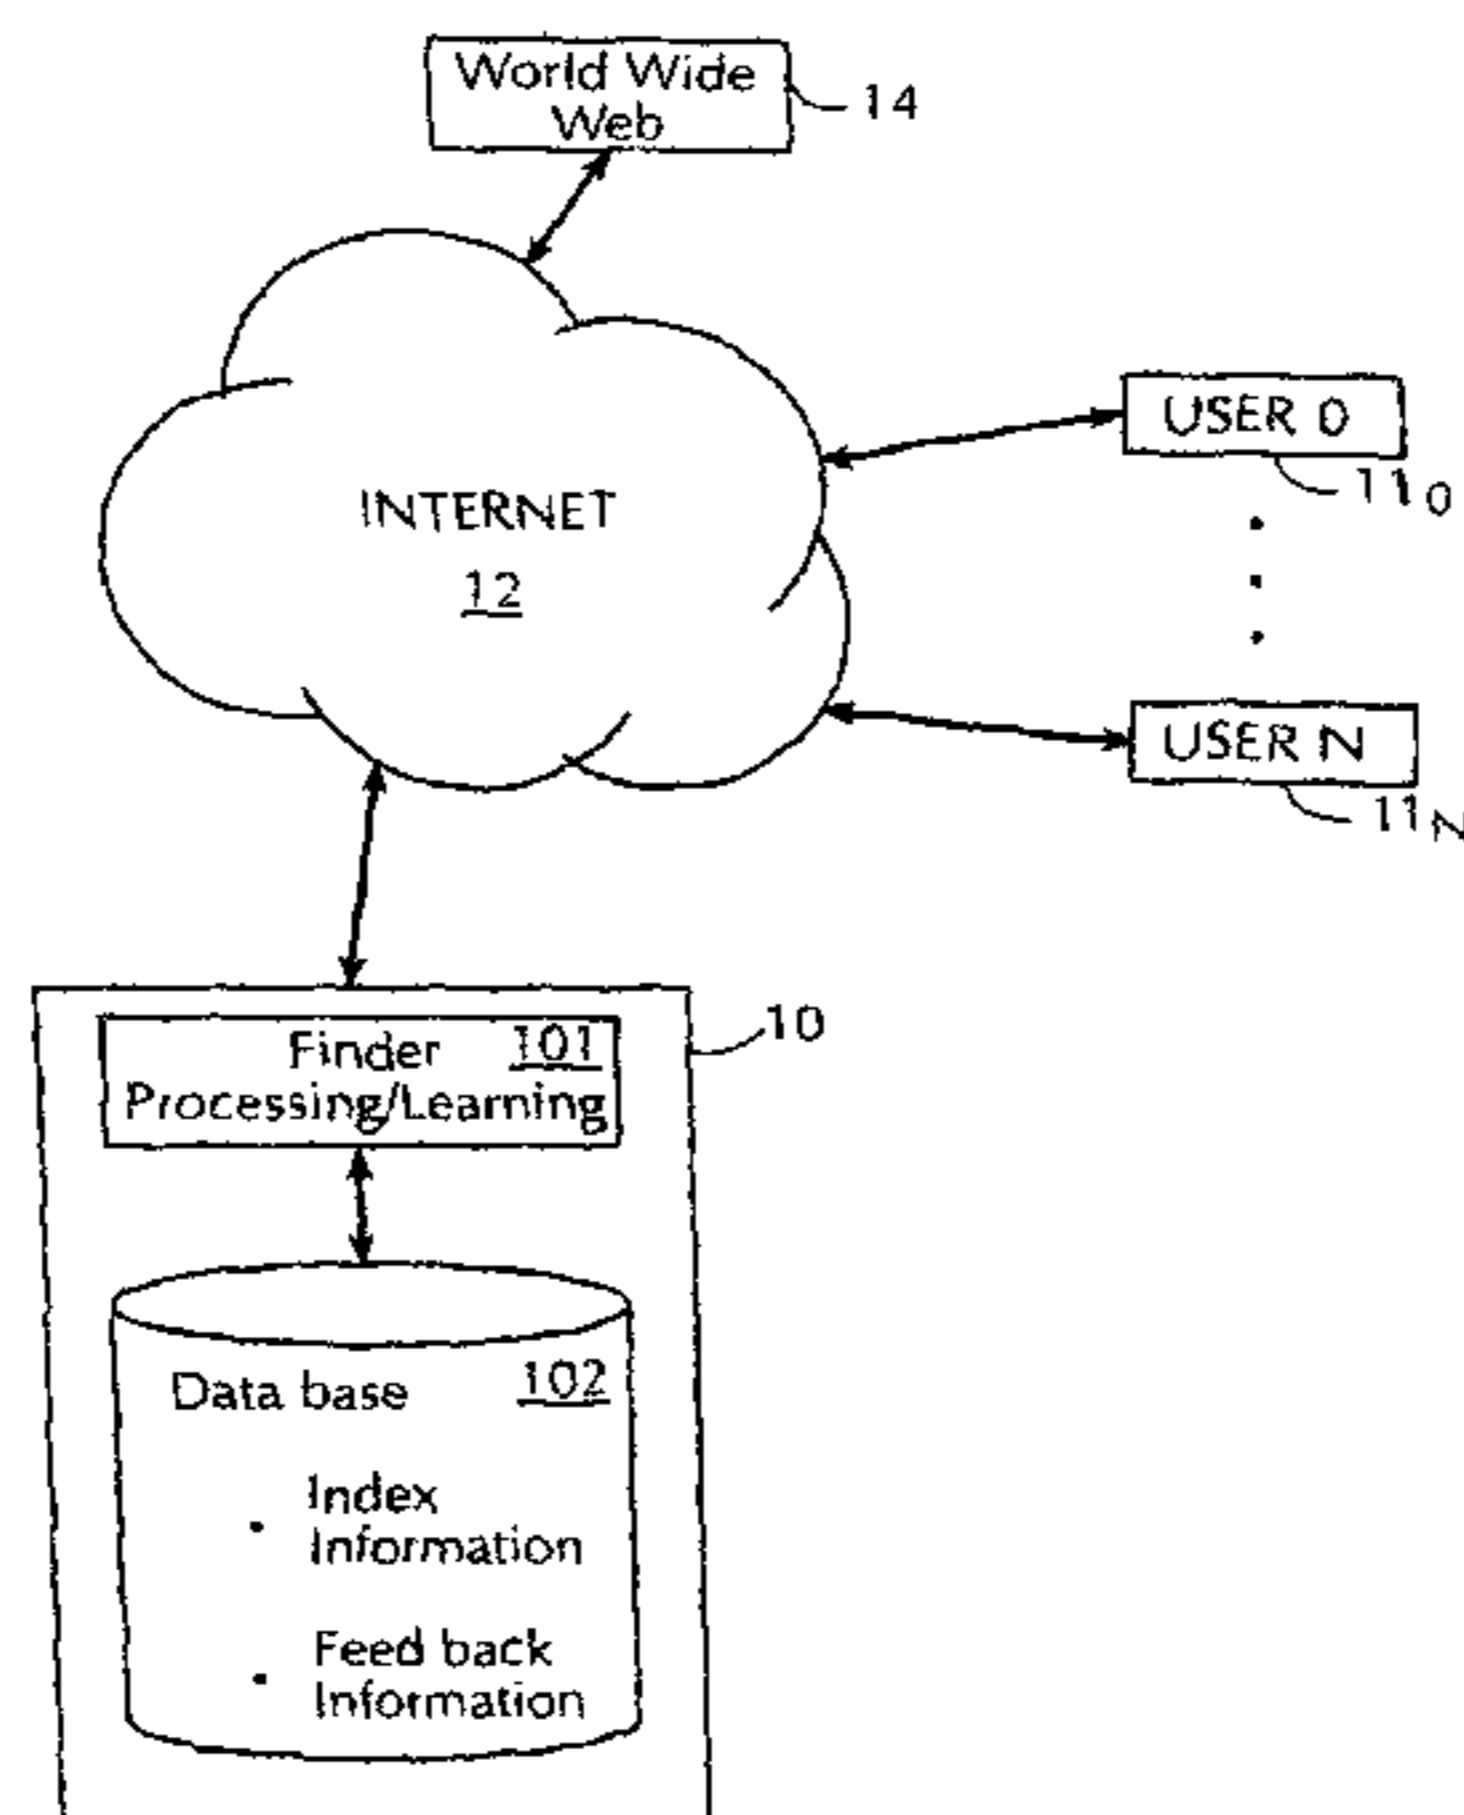 World Wide
Web
14
USER 0
11₀
INTERNET
12
USER N
11N
10
Finder 101
Processing/Learning
Data base 102
• Index
Information
• Feed back
Information